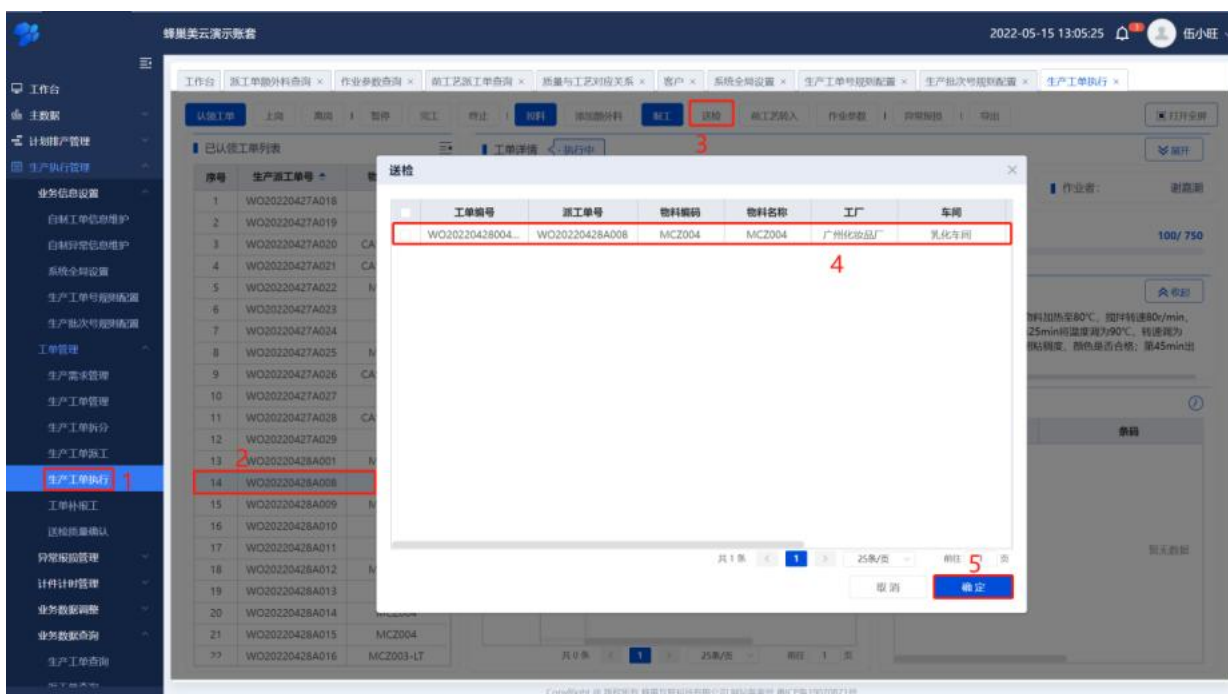 蜂巢美云演示账套
2022-05-15 13:05:25
伍小旺
工作台
主数据
计划排产管理
生产执行管理
业务信息设置
自制工单信息维护
自制异常信息维护
系统全局设置
生产工单号规则配置
生产批次号规则配置
工单管理
生产需求管理
生产工单管理
生产工单拆分
生产工单派工
生产工单执行 1
工单补报工
送检质量确认
异常报损管理
计件计时管理
业务数据调整
业务数据查询
生产工单查询
工作台 派工单额外料查询 × 作业参数查询 × 前工艺派工单查询 × 质量与工艺对应关系 × 客户 × 系统全局设置 × 生产工单号规则配置 × 生产批次号规则配置 × 生产工单执行 ×
认领工单 上岗 离岗 暂停 完工 终止 投料 添加额外料 报工 送检 前工艺转入 作业参数 异常报损 导出 打开全屏
3
已认领工单列表
工单详情 执行中 展开
序号 生产派工单号
1 WO20220427A018
2 WO20220427A019
3 WO20220427A020 CA
4 WO20220427A021 CA
5 WO20220427A022 M
6 WO20220427A023
7 WO20220427A024
8 WO20220427A025 M
9 WO20220427A026 CA
10 WO20220427A027
11 WO20220427A028 CA
12 WO20220427A029
13 WO20220428A001 M
2
14 WO20220428A008
15 WO20220428A009 M
16 WO20220428A010
17 WO20220428A011
18 WO20220428A012 M
19 WO20220428A013
20 WO20220428A014 MCZ004
21 WO20220428A015 MCZ004
22 WO20220428A016 MCZ003-LT
送检 ×
工单编号 派工单号 物料编码 物料名称 工厂 车间
WO20220428004... WO20220428A008 MCZ004 MCZ004 广州化妆品厂 乳化车间
4
共 1 条 < 1 > 25条/页 前往 页
5
取消 确定
作业者: 谢嘉湖
100/ 750
收起
物料加热至80℃, 搅拌转速80r/min,
25min将温度调为90℃, 转速调为
粘稠度, 颜色是否合格; 第45min出
条码
暂无数据
共 0 条 < 1 > 25条/页 前往 1 页